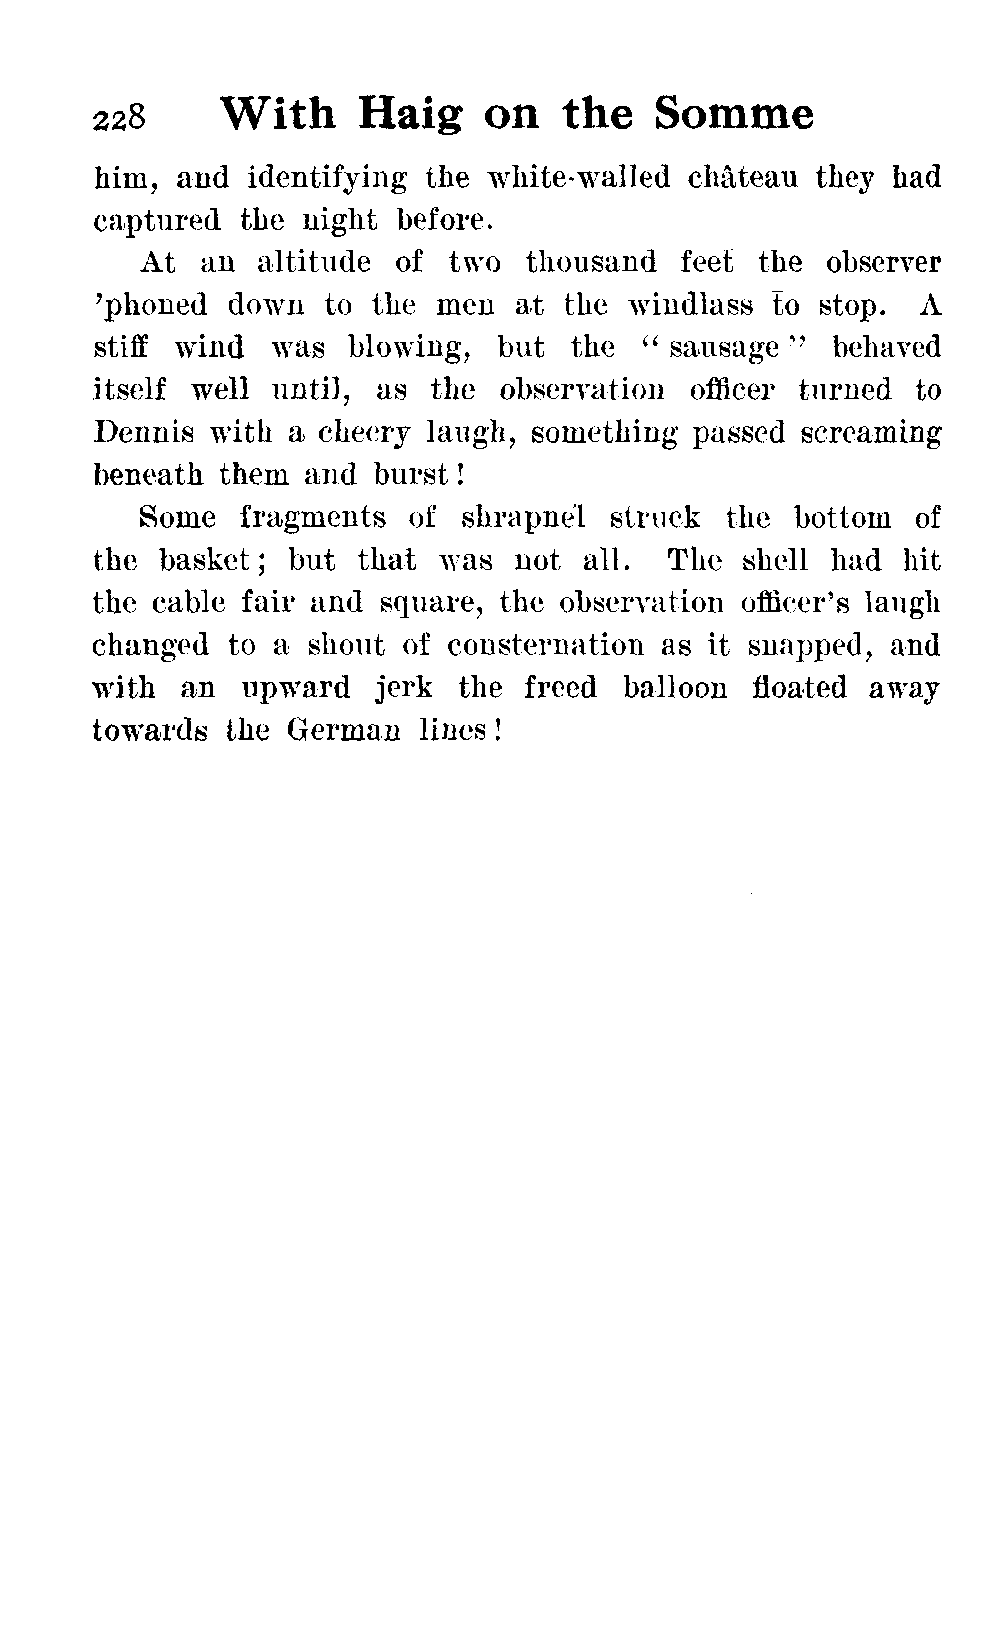 228 With Haig on the Somme
him, and identifying the white-walled château they had
captured the night before.
At an altitude of two thousand feet the observer
’phoned down to the men at the windlass to stop. A
stiff wind was blowing, but the “ sausage ” behaved
itself well until, as the observation officer turned to
Dennis with a cheery laugh, something passed screaming
beneath them and burst !
Some fragments of shrapnel struck the bottom of
the basket ; but that was not all. The shell had hit
the cable fair and square, the observation officer’s laugh
changed to a shout of consternation as it snapped, and
with an upward jerk the freed balloon floated away
towards the German lines !